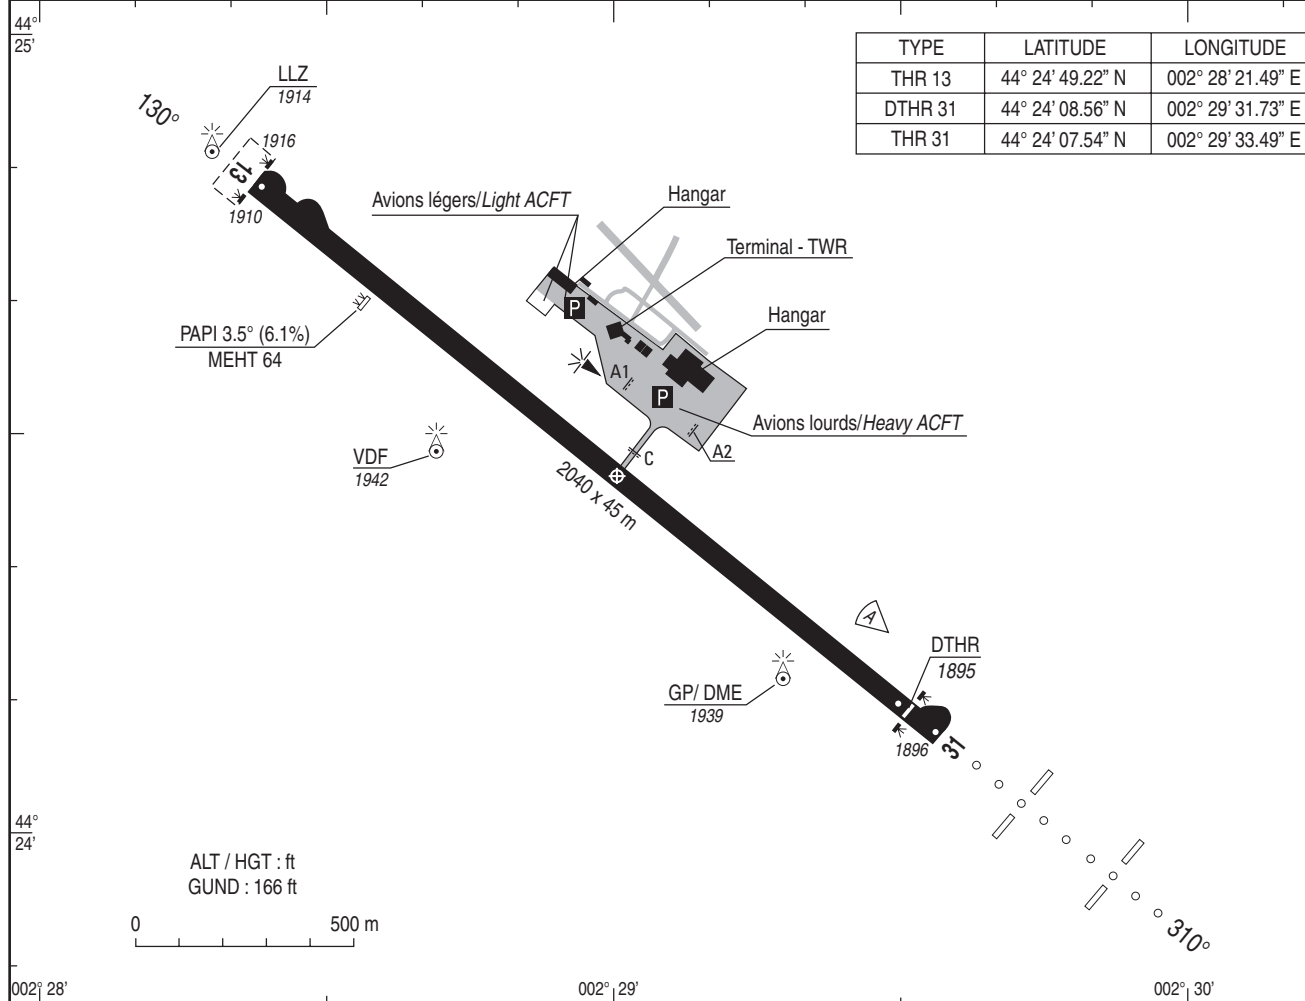 44°
25'
TYPE LATITUDE LONGITUDE
THR 13 44° 24' 49.22" N 002° 28' 21.49" E
DTHR 31 44° 24' 08.56" N 002° 29' 31.73" E
THR 31 44° 24' 07.54" N 002° 29' 33.49" E
LLZ
1914
130°
1916
13
1910
Avions légers/Light ACFT
Hangar
Terminal - TWR
P
Hangar
PAPI 3.5° (6.1%)
MEHT 64
A1
P
Avions lourds/Heavy ACFT
A2
C
VDF
1942
2040 x 45 m
A
DTHR
1895
GP/ DME
1939
1896
31
44°
24'
ALT / HGT : ft
GUND : 166 ft
0 500 m
310°
002° 28' 002° 29' 002° 30'